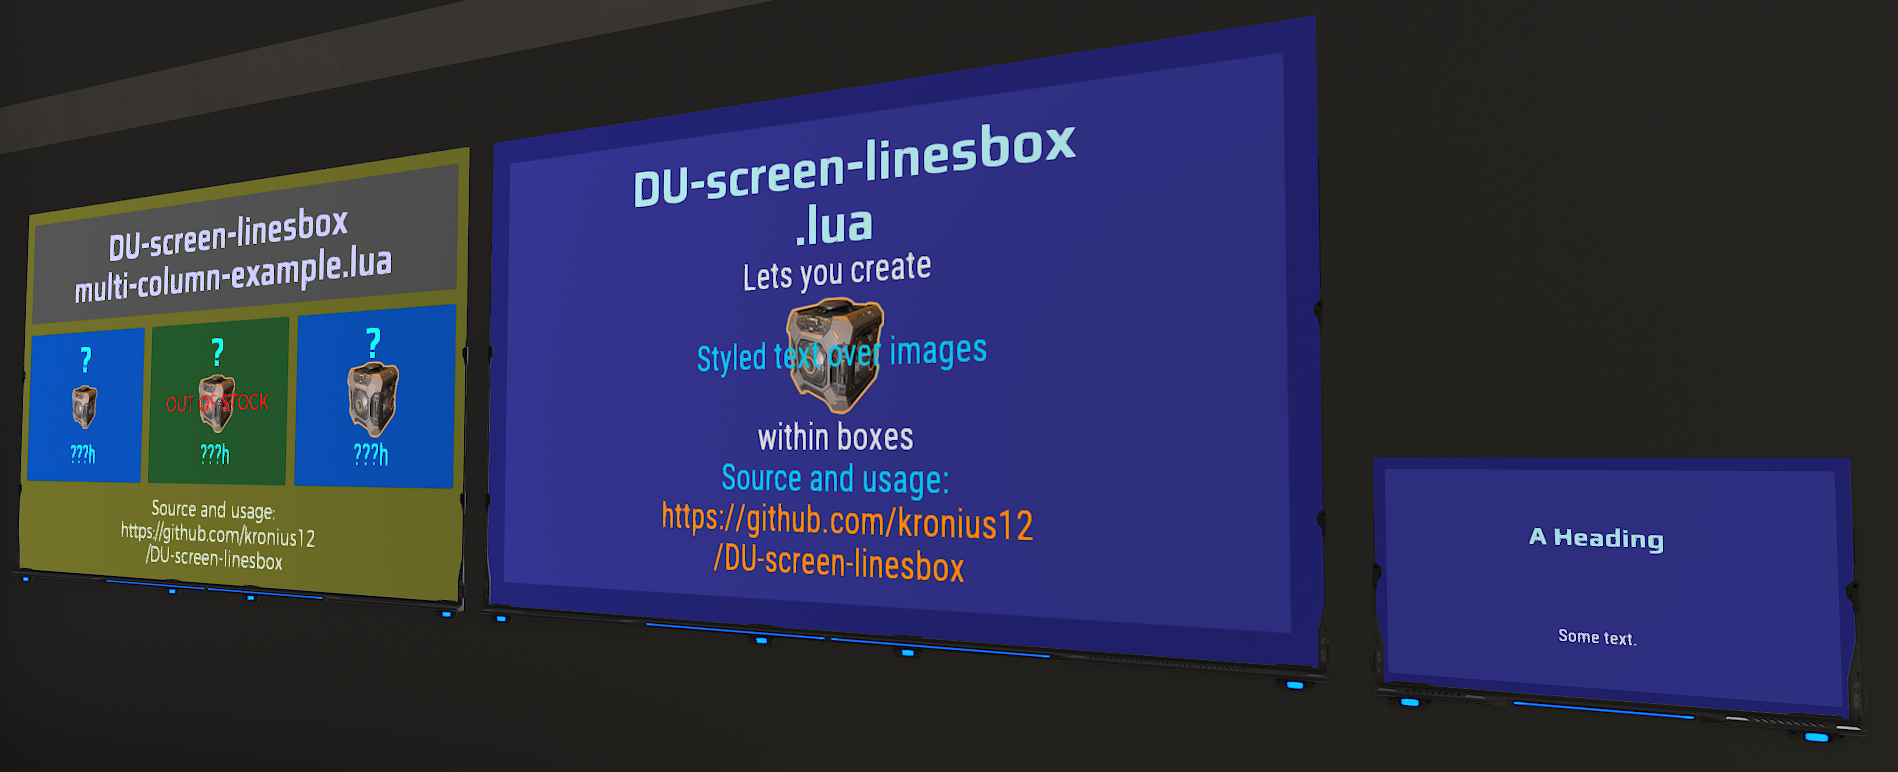 DU-screen-linesbox
multi-column-example.lua
?
???h
?
OUT OF STOCK
???h
?
???h
Source and usage:
https://github.com/kronius12
/DU-screen-linesbox
DU-screen-linesbox
.lua
Lets you create
Styled text over images
within boxes
Source and usage:
https://github.com/kronius12
/DU-screen-linesbox
A Heading
Some text.